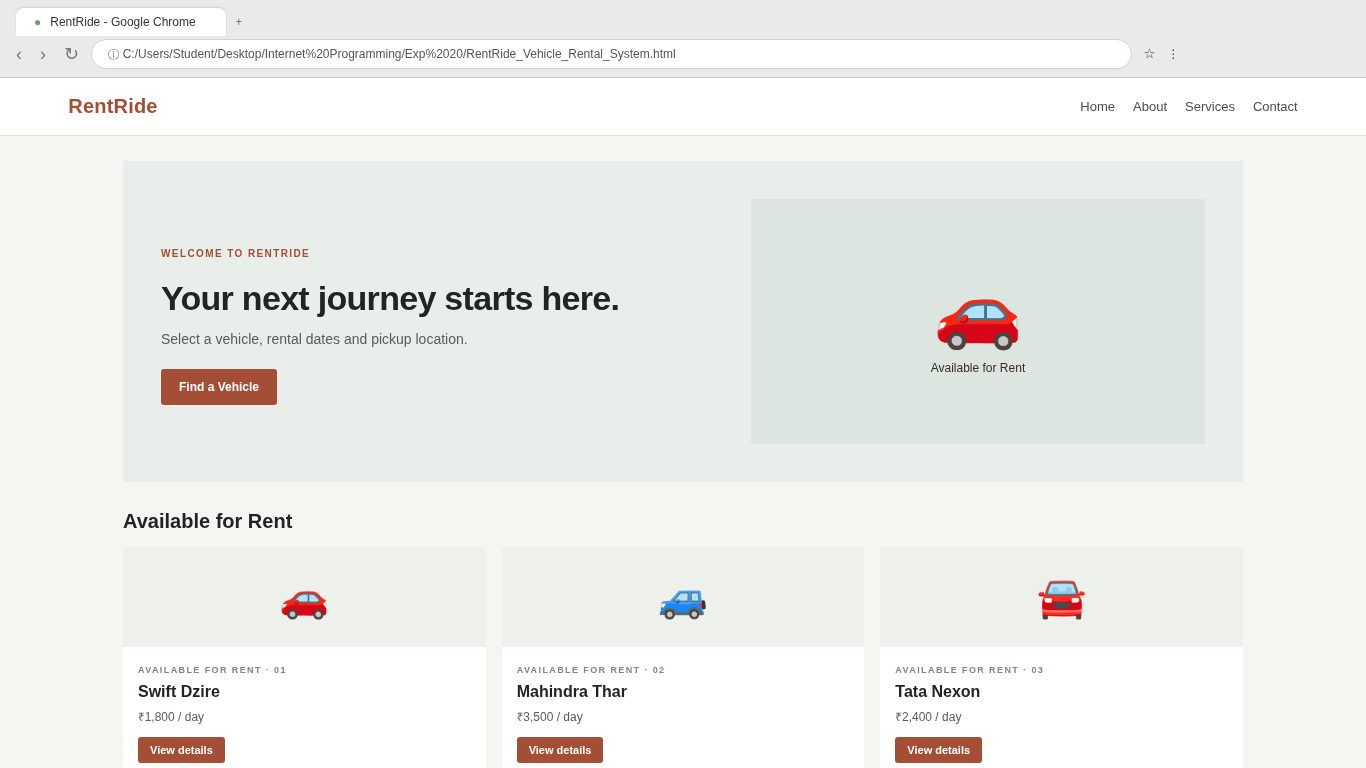 RentRide - Google Chrome
C:/Users/Student/Desktop/Internet%20Programming/Exp%2020/RentRide_Vehicle_Rental_System.html
RentRide
Home About Services Contact
WELCOME TO RENTRIDE
Your next journey starts here.
Select a vehicle, rental dates and pickup location.
Find a Vehicle
Available for Rent
Available for Rent
AVAILABLE FOR RENT · 01
Swift Dzire
₹1,800 / day
View details
AVAILABLE FOR RENT · 02
Mahindra Thar
₹3,500 / day
View details
AVAILABLE FOR RENT · 03
Tata Nexon
₹2,400 / day
View details